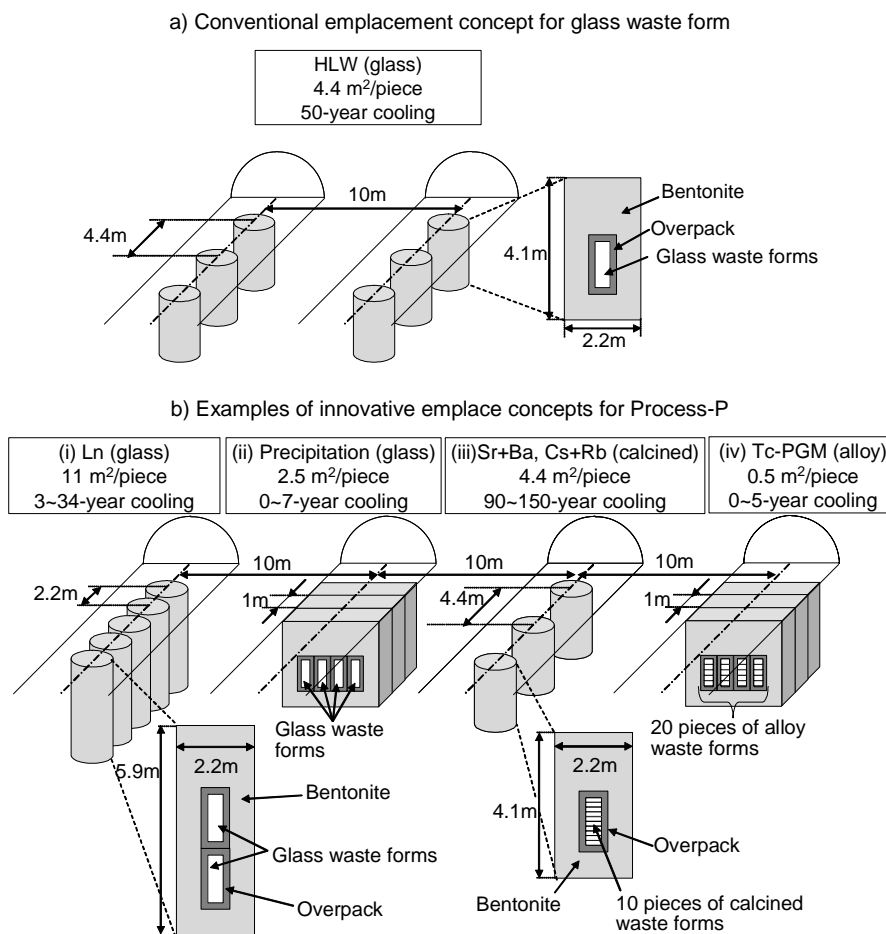 a) Conventional emplacement concept for glass waste form
HLW (glass)
4.4 m²/piece
50-year cooling
10m
4.4m
Bentonite
Overpack
Glass waste forms
4.1m
2.2m
b) Examples of innovative emplace concepts for Process-P
(i) Ln (glass)
11 m²/piece
3~34-year cooling
(ii) Precipitation (glass)
2.5 m²/piece
0~7-year cooling
(iii)Sr+Ba, Cs+Rb (calcined)
4.4 m²/piece
90~150-year cooling
(iv) Tc-PGM (alloy)
0.5 m²/piece
0~5-year cooling
10m
10m
10m
2.2m
1m
4.4m
1m
Glass waste
forms
20 pieces of alloy
waste forms
5.9m
2.2m
Bentonite
Glass waste forms
Overpack
2.2m
4.1m
Overpack
Bentonite
10 pieces of calcined
waste forms